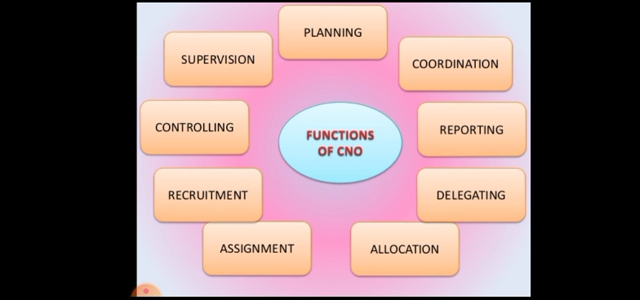 PLANNING
SUPERVISION
COORDINATION
CONTROLLING
FUNCTIONS
OF CNO
REPORTING
RECRUITMENT
DELEGATING
ASSIGNMENT
ALLOCATION